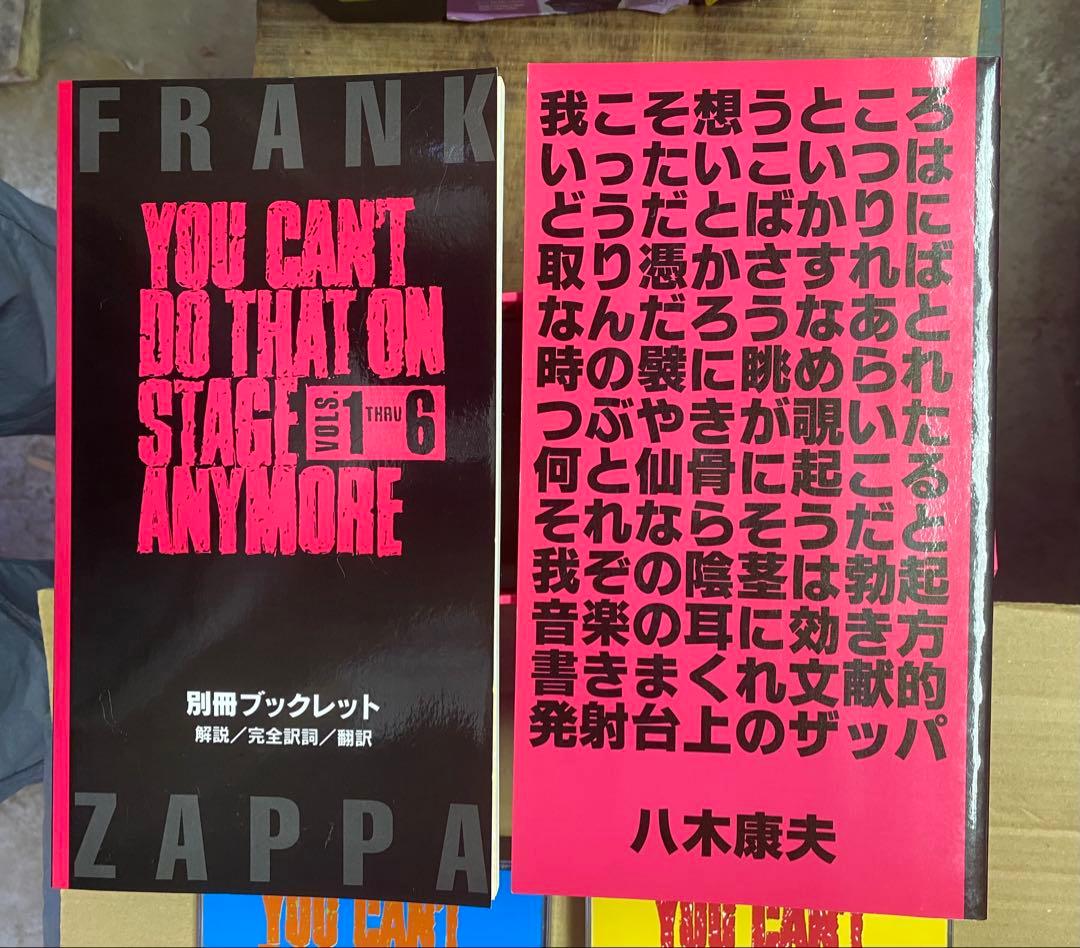 FRANK
YOU CAN'T
DO THAT ON
STAGE VOLS. 1 THRU 6
ANYMORE
別冊ブックレット
解説／完全訳詞／翻訳
ZAPPA
我こそ想うところ
いったいこいつは
どうだとばかりに
取り憑かさすれば
なんだろうなあと
時の襞に眺められ
つぶやきが覗いた
何と仙骨に起こる
それならそうだと
我ぞの陰茎は勃起
音楽の耳に効き方
書きまくれ文献的
発射台上のザッパ
八木康夫
YOU CAN'T
YOU CAN'T